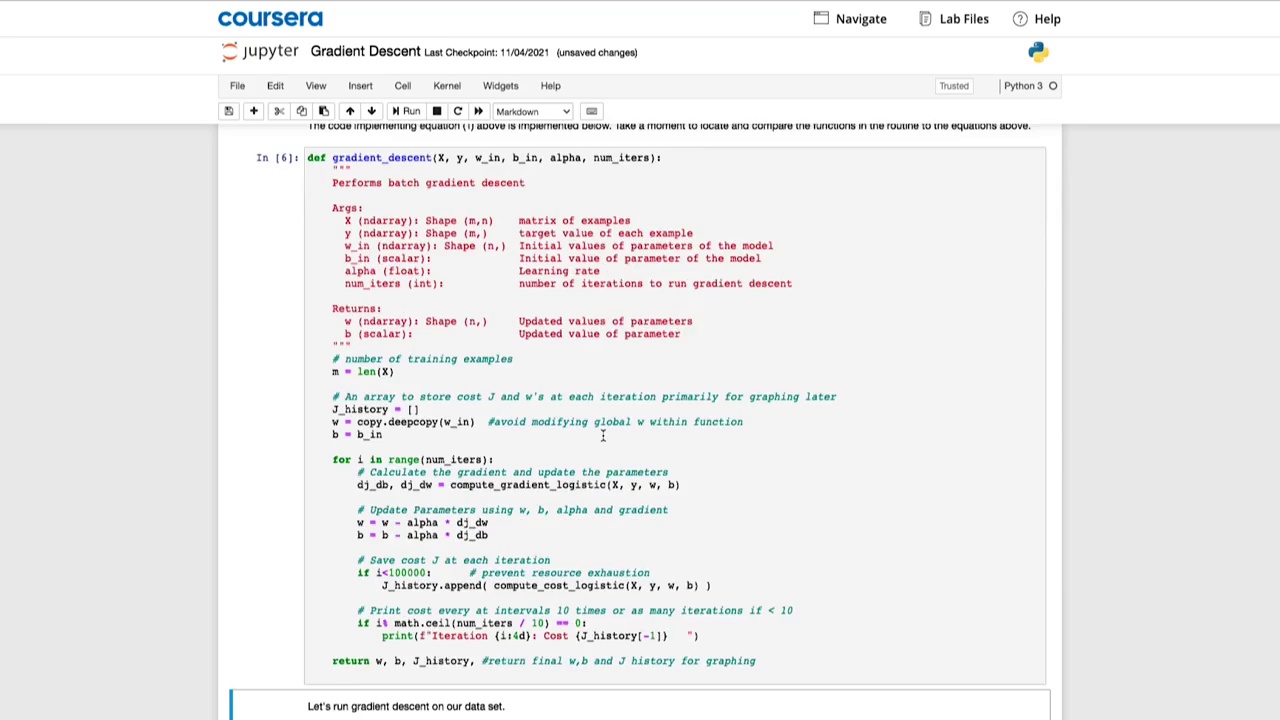 coursera
Navigate
Lab Files
Help
jupyter Gradient Descent Last Checkpoint: 11/04/2021 (unsaved changes)
File Edit View Insert Cell Kernel Widgets Help
Trusted
Python 3
Run
Markdown
The code implementing equation (1) above is implemented below. Take a moment to locate and compare the functions in the routine to the equations above.
In [6]: def gradient_descent(X, y, w_in, b_in, alpha, num_iters):
"""
Performs batch gradient descent
Args:
X (ndarray): Shape (m,n) matrix of examples
y (ndarray): Shape (m,) target value of each example
w_in (ndarray): Shape (n,) Initial values of parameters of the model
b_in (scalar): Initial value of parameter of the model
alpha (float): Learning rate
num_iters (int): number of iterations to run gradient descent
Returns:
w (ndarray): Shape (n,) Updated values of parameters
b (scalar): Updated value of parameter
"""
# number of training examples
m = len(X)
# An array to store cost J and w's at each iteration primarily for graphing later
J_history = []
w = copy.deepcopy(w_in) #avoid modifying global w within function
b = b_in
for i in range(num_iters):
# Calculate the gradient and update the parameters
dj_db, dj_dw = compute_gradient_logistic(X, y, w, b)
# Update Parameters using w, b, alpha and gradient
w = w - alpha * dj_dw
b = b - alpha * dj_db
# Save cost J at each iteration
if i<100000: # prevent resource exhaustion
J_history.append( compute_cost_logistic(X, y, w, b) )
# Print cost every at intervals 10 times or as many iterations if < 10
if i% math.ceil(num_iters / 10) == 0:
print(f"Iteration {i:4d}: Cost {J_history[-1]} ")
return w, b, J_history, #return final w,b and J history for graphing
Let's run gradient descent on our data set.